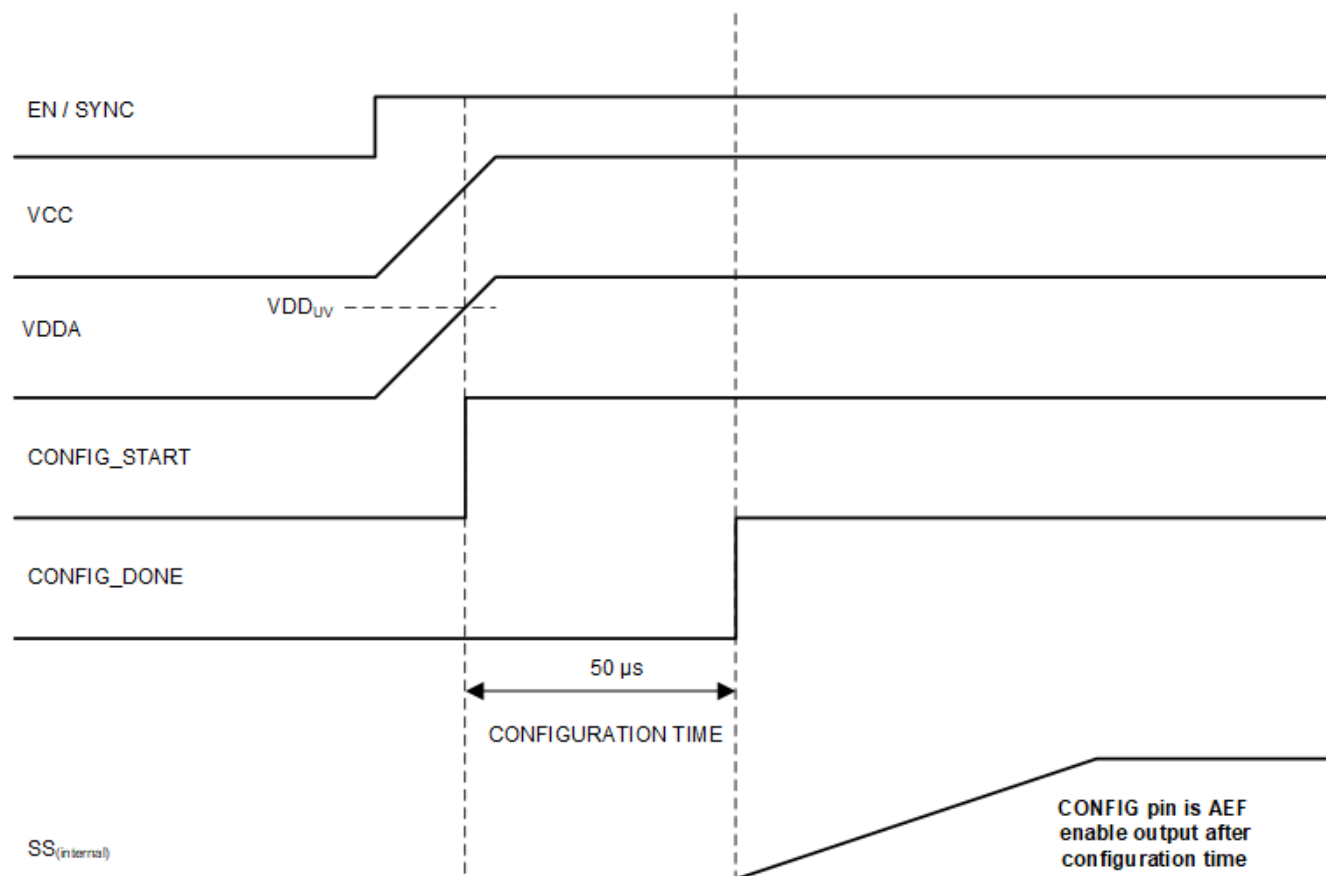 EN / SYNC
VCC
VDD_UV
VDDA
CONFIG_START
CONFIG_DONE
50 µs
CONFIGURATION TIME
CONFIG pin is AEF
enable output after
configuration time
SS(internal)